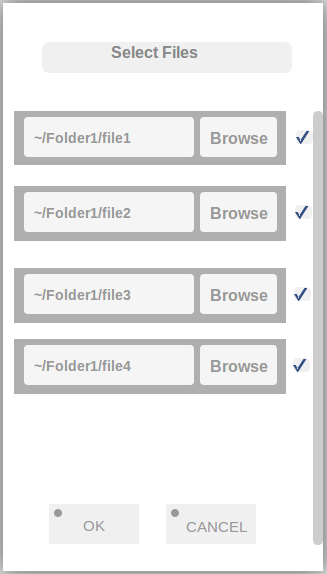 Select Files
~/Folder1/file1 Browse
~/Folder1/file2 Browse
~/Folder1/file3 Browse
~/Folder1/file4 Browse
OK CANCEL